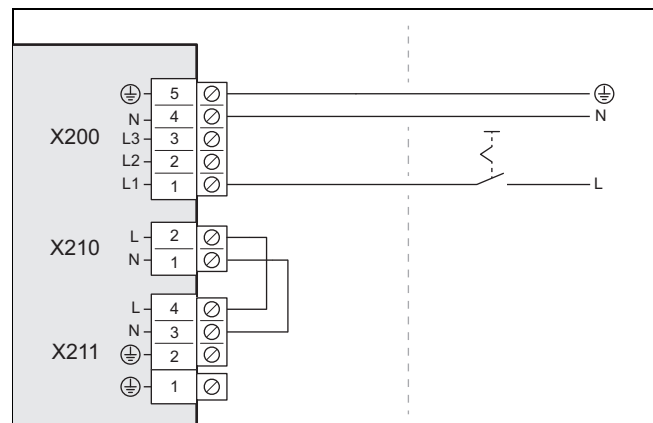 ⏚ 5 ⏚
N 4 N
X200 L3 3
L2 2
L1 1 L
L 2
X210 N 1
L 4
N 3
X211 ⏚ 2
⏚ 1